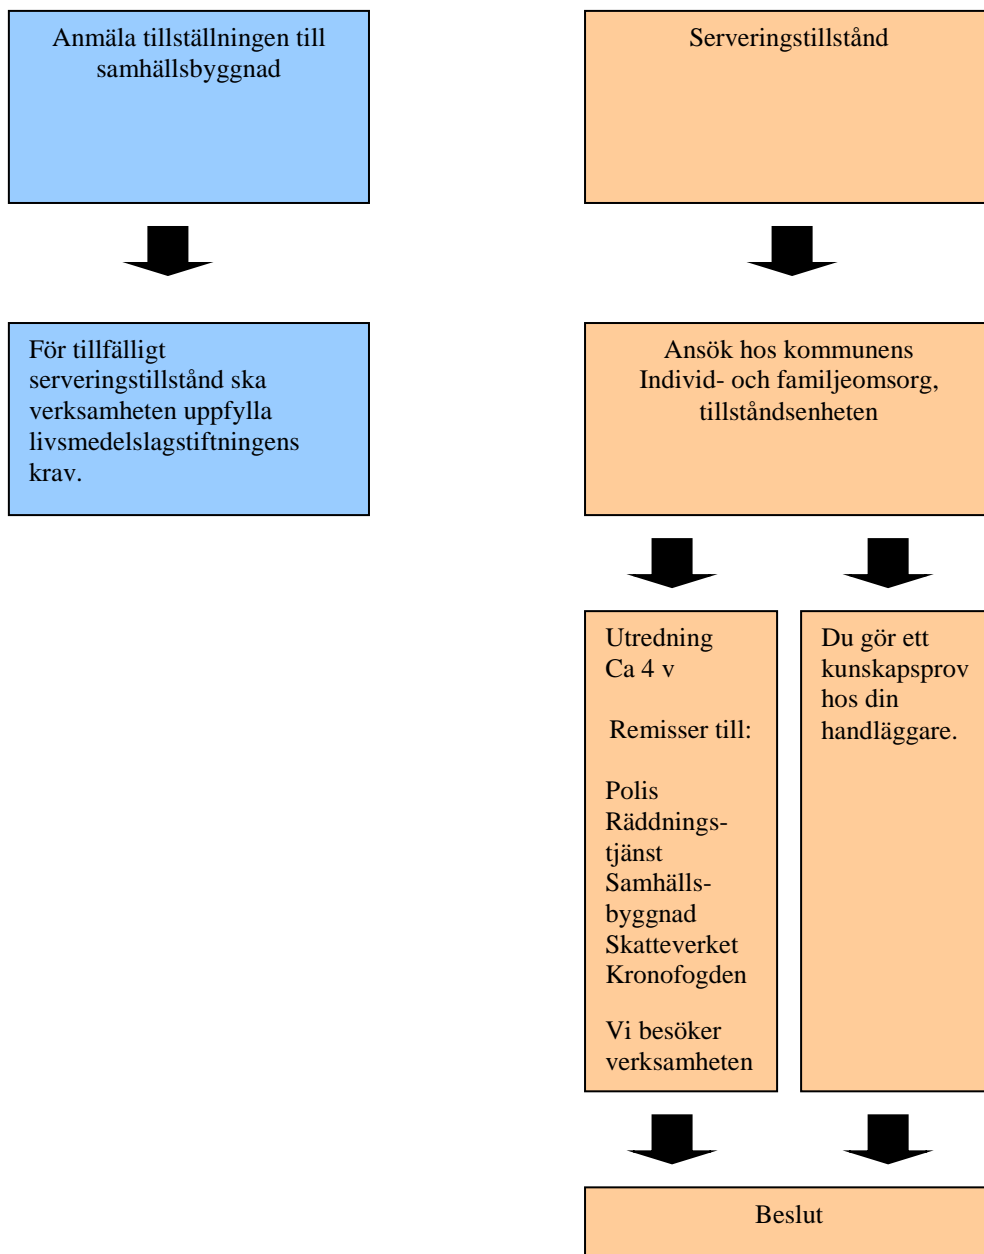 Anmäla tillställningen till
samhällsbyggnad
Serveringstillstånd
För tillfälligt
serveringstillstånd ska
verksamheten uppfylla
livsmedelslagstiftningens
krav.
Ansök hos kommunens
Individ- och familjeomsorg,
tillståndsenheten
Utredning
Ca 4 v
Remisser till:
Polis
Räddnings-
tjänst
Samhälls-
byggnad
Skatteverket
Kronofogden
Vi besöker
verksamheten
Du gör ett
kunskapsprov
hos din
handläggare.
Beslut